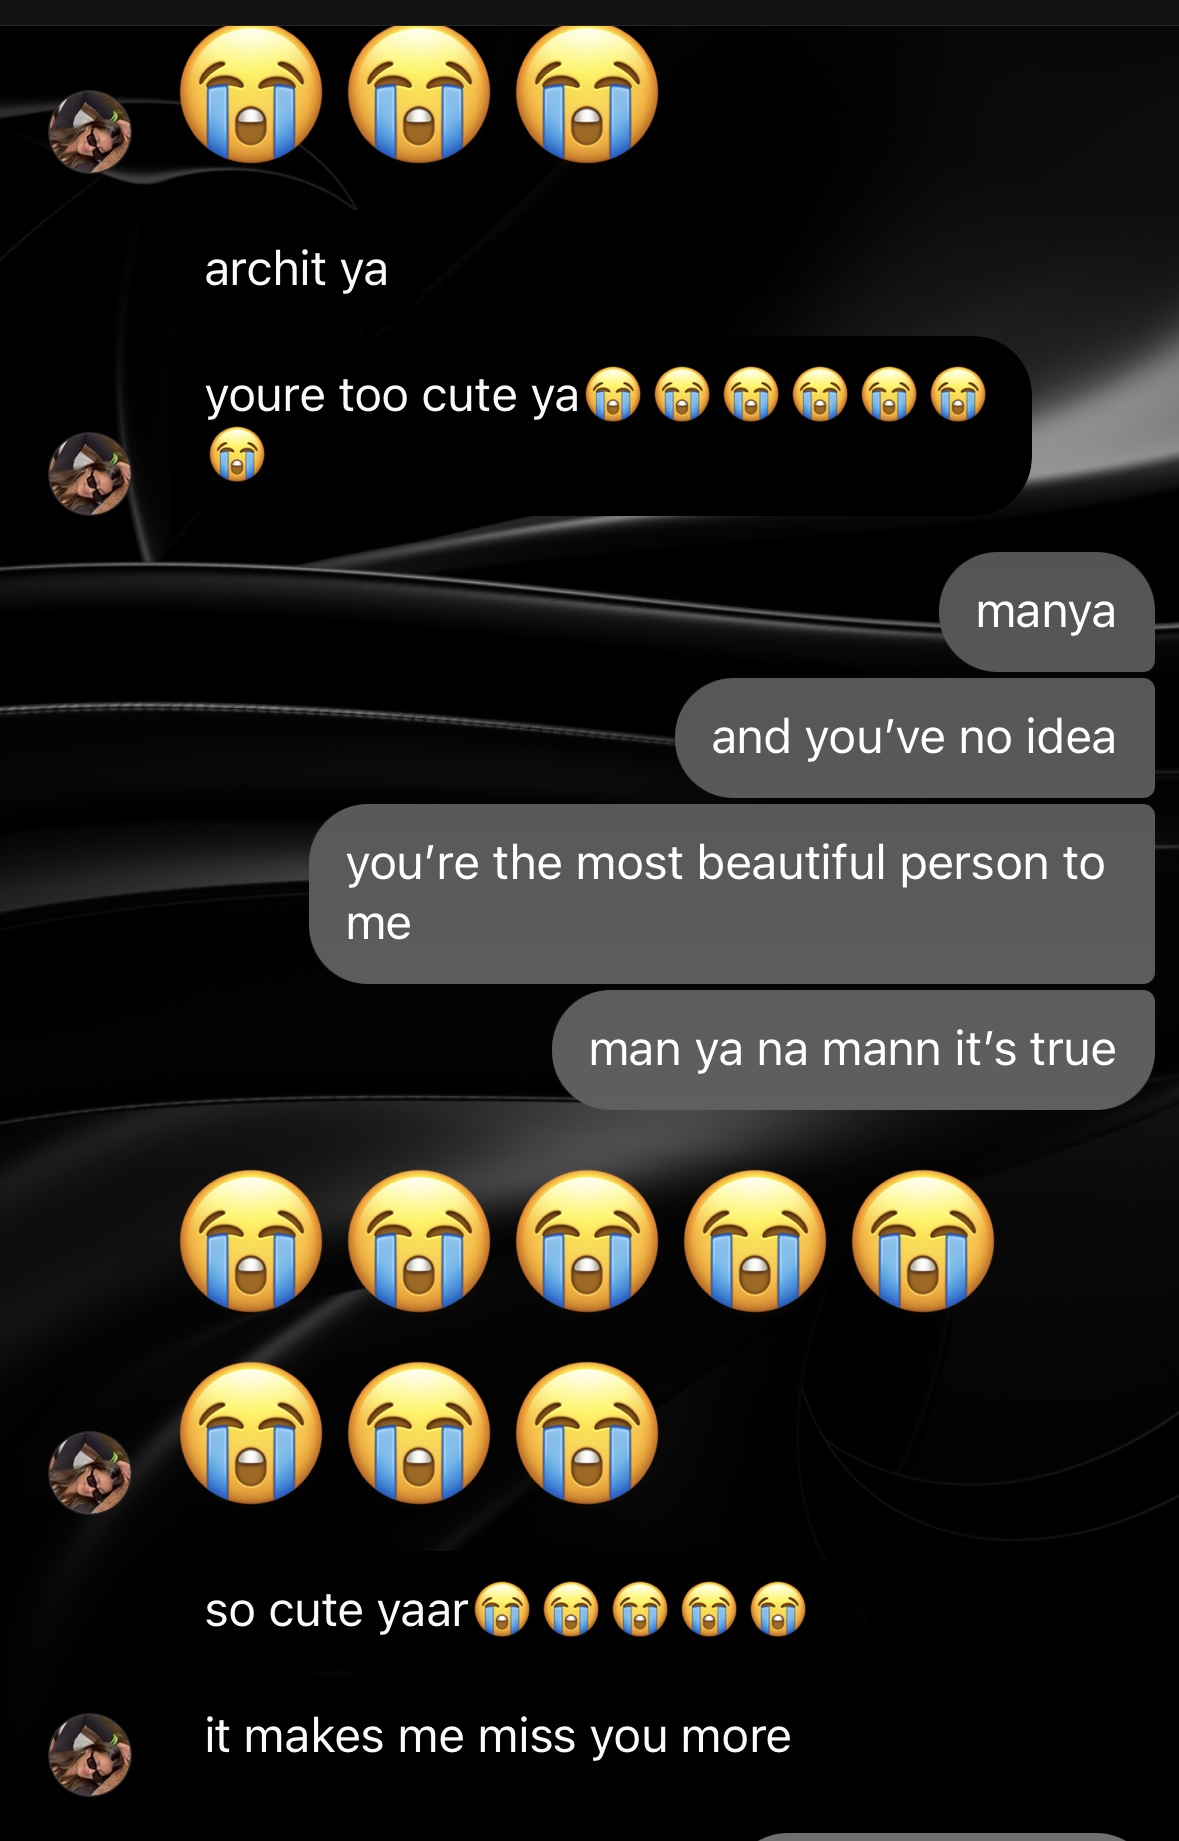 😭😭😭
archit ya
youre too cute ya😭😭😭😭😭😭
😭
manya
and you’ve no idea
you’re the most beautiful person to
me
man ya na mann it’s true
😭😭😭😭😭
😭😭😭
so cute yaar😭😭😭😭😭
it makes me miss you more